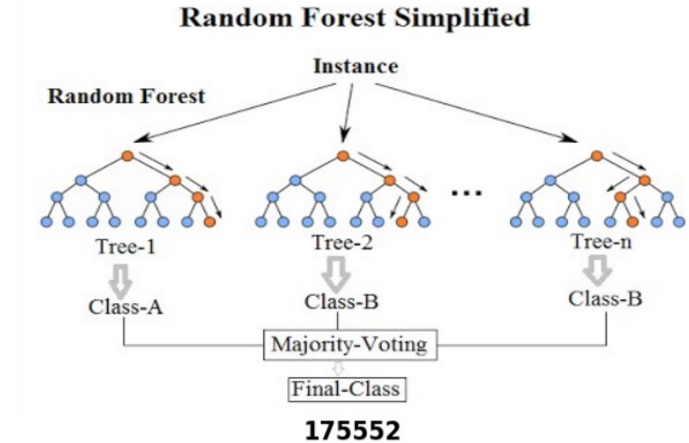 Random Forest Simplified
Instance
Random Forest
...
Tree-1 Tree-2 Tree-n
Class-A Class-B Class-B
Majority-Voting
Final-Class
175552